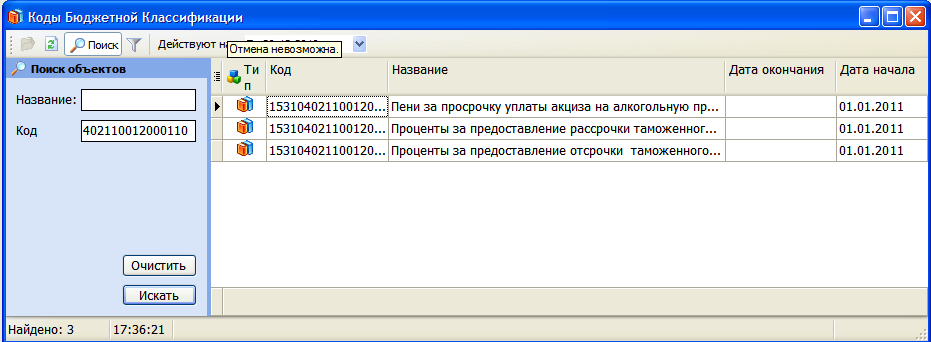 Коды Бюджетной Классификации
Поиск Действуют на
Отмена невозможна.
Поиск объектов
Название:
Код 402110012000110
Очистить
Искать
Тип Код Название Дата окончания Дата начала
153104021100120... Пени за просрочку уплаты акциза на алкогольную пр... 01.01.2011
153104021100120... Проценты за предоставление рассрочки таможенног... 01.01.2011
153104021100120... Проценты за предоставление отсрочки таможенного... 01.01.2011
Найдено: 3 17:36:21